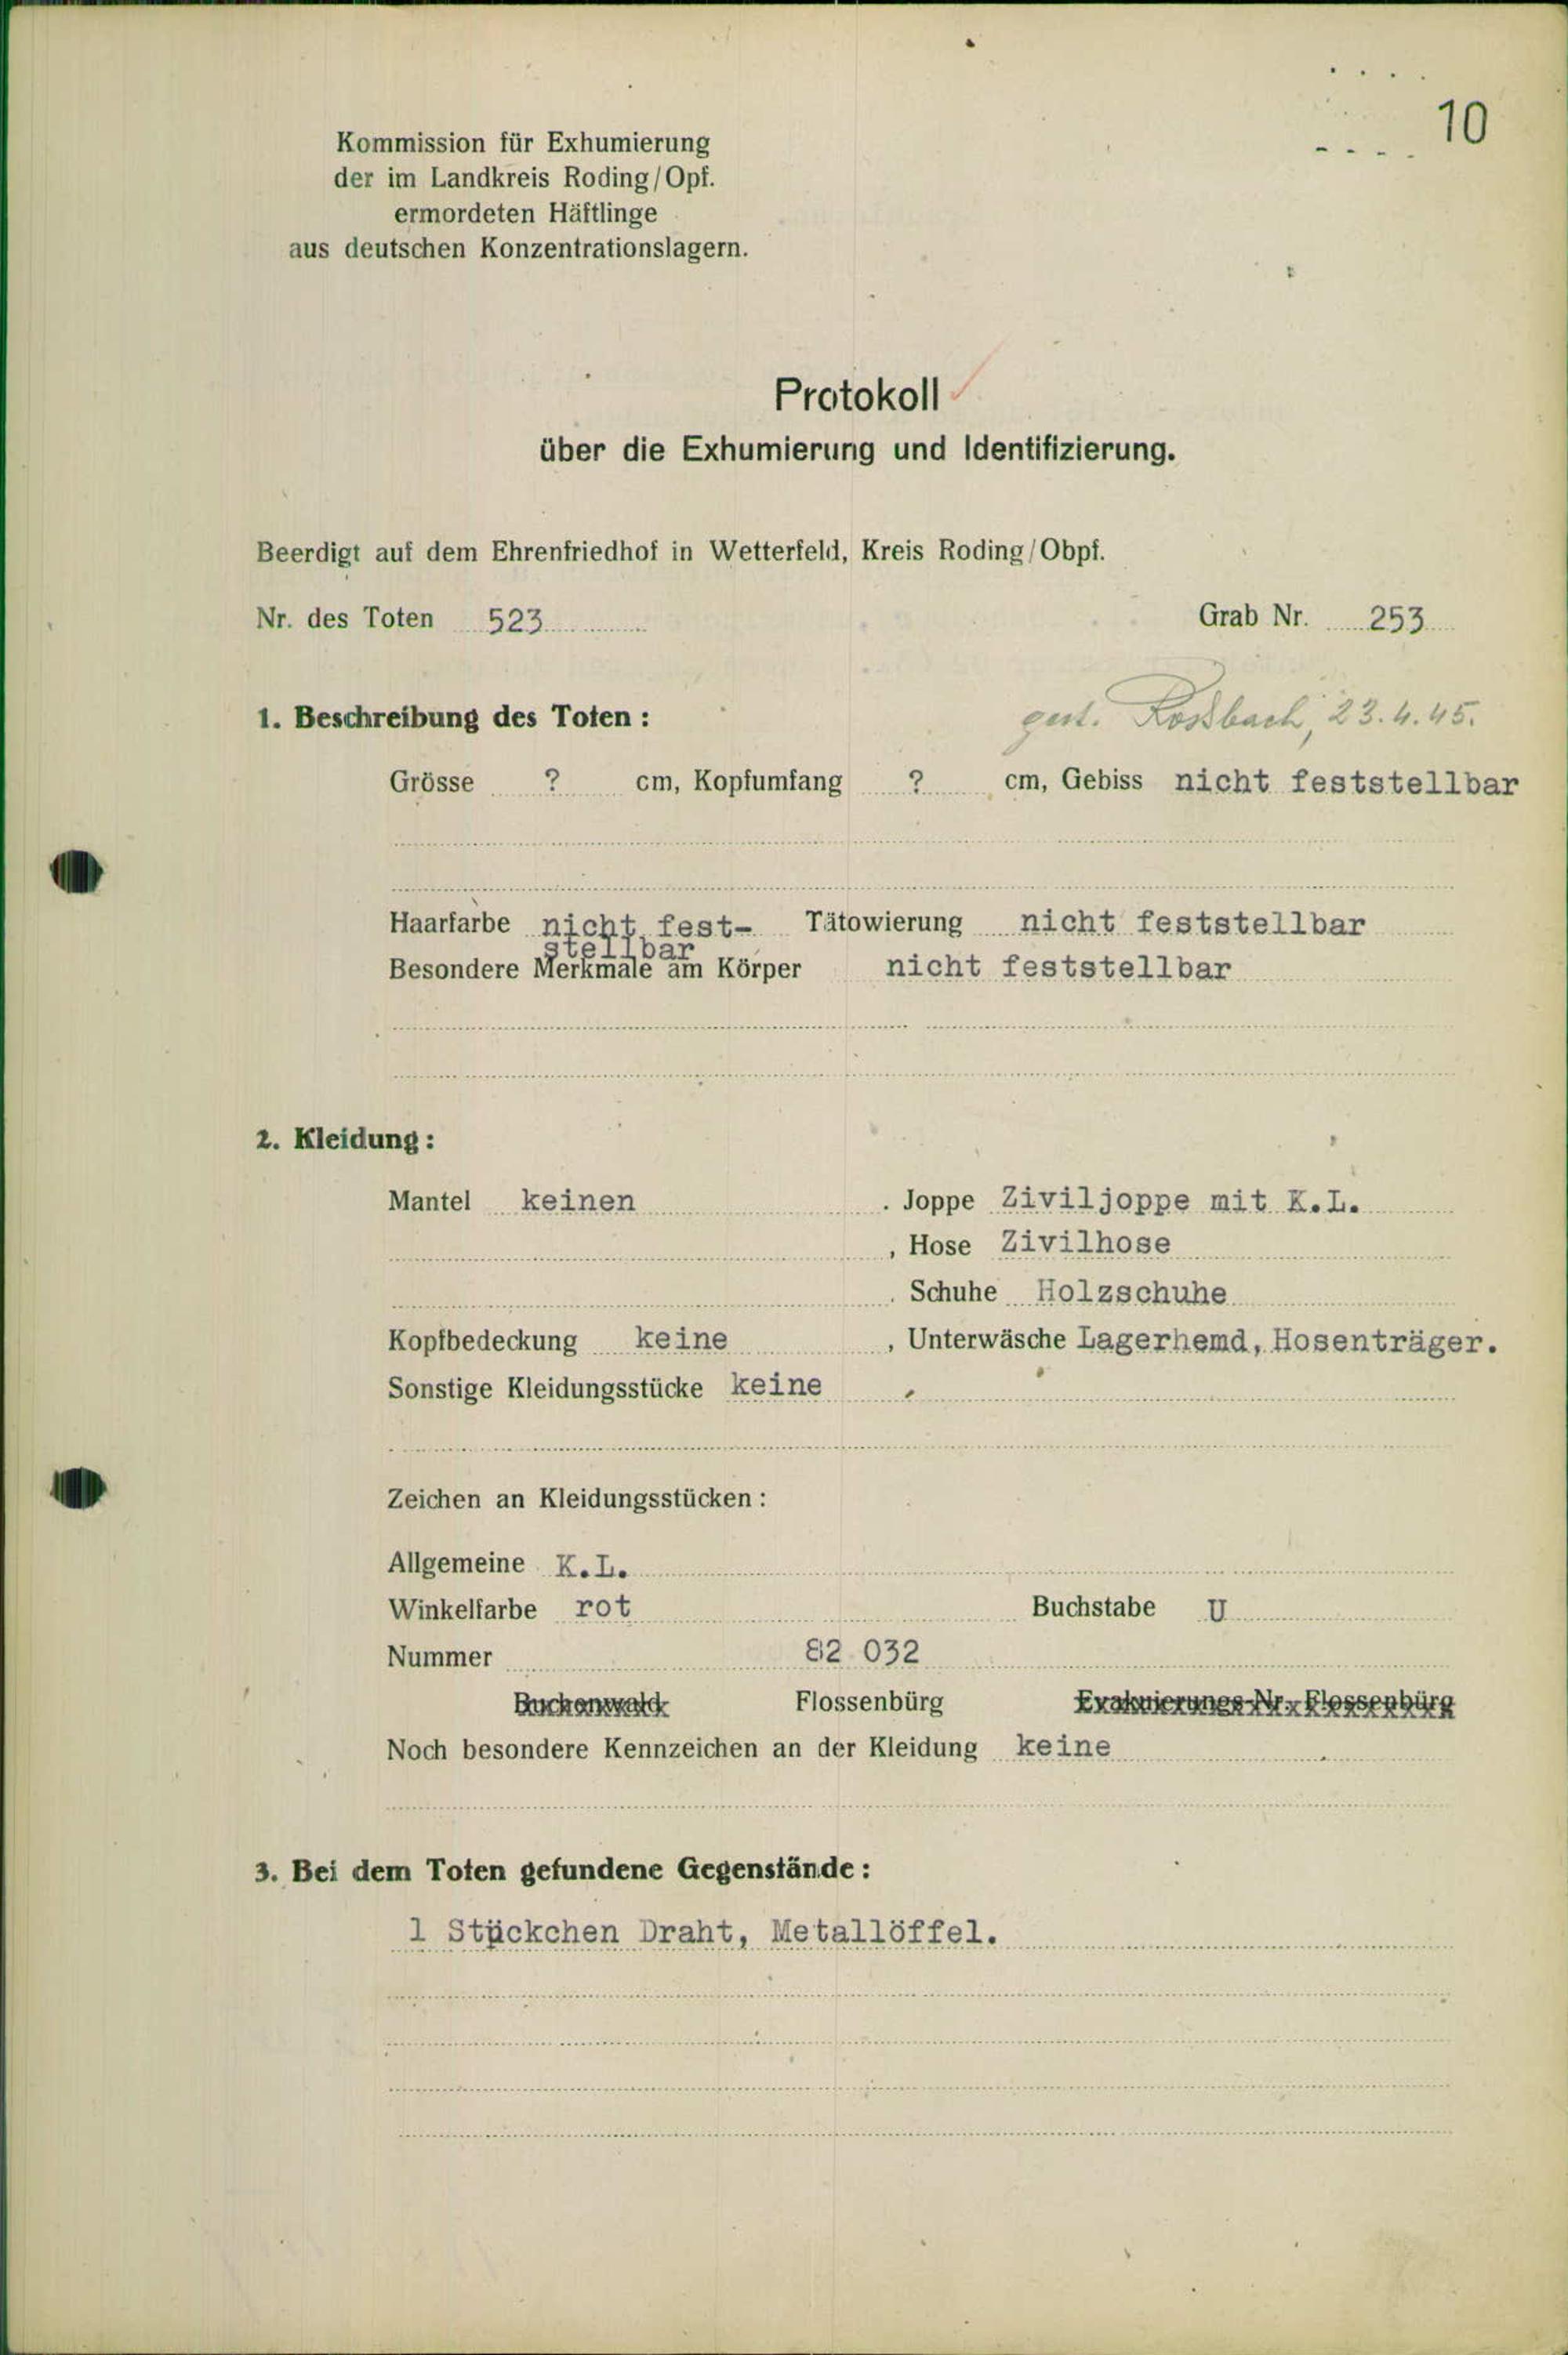 10
Kommission für Exhumierung
der im Landkreis Roding/Opf.
ermordeten Häftlinge
aus deutschen Konzentrationslagern.
Protokoll
über die Exhumierung und Identifizierung.
Beerdigt auf dem Ehrenfriedhof in Wetterfeld, Kreis Roding/Obpf.
Nr. des Toten 523 Grab Nr. 253
gest. Rossbach, 23.4.45.
1. Beschreibung des Toten:
Grösse ? cm, Kopfumfang ? cm, Gebiss nicht feststellbar
Haarfarbe nicht fest- Tätowierung nicht feststellbar
stellbar
Besondere Merkmale am Körper nicht feststellbar
2. Kleidung:
Mantel keinen . Joppe Ziviljoppe mit K.L.
, Hose Zivilhose
. Schuhe Holzschuhe
Kopfbedeckung keine , Unterwäsche Lagerhemd, Hosenträger.
Sonstige Kleidungsstücke keine
Zeichen an Kleidungsstücken:
Allgemeine K.L.
Winkelfarbe rot Buchstabe U
Nummer 82 032
Buchenwald Flossenbürg Evakuierungs-Nr. Flossenbürg
Noch besondere Kennzeichen an der Kleidung keine
3. Bei dem Toten gefundene Gegenstände:
1 Stückchen Draht, Metallöffel.